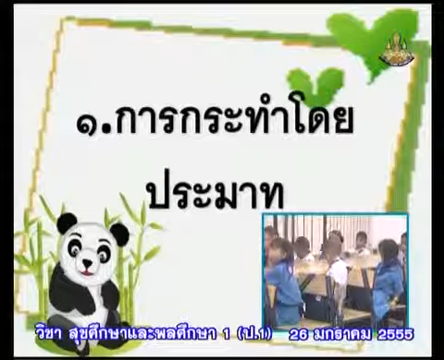 ๑.การกระทำโดย
ประมาท
วิชา สุขศึกษาและพลศึกษา 1 (ป.1) 26 มกราคม 2555